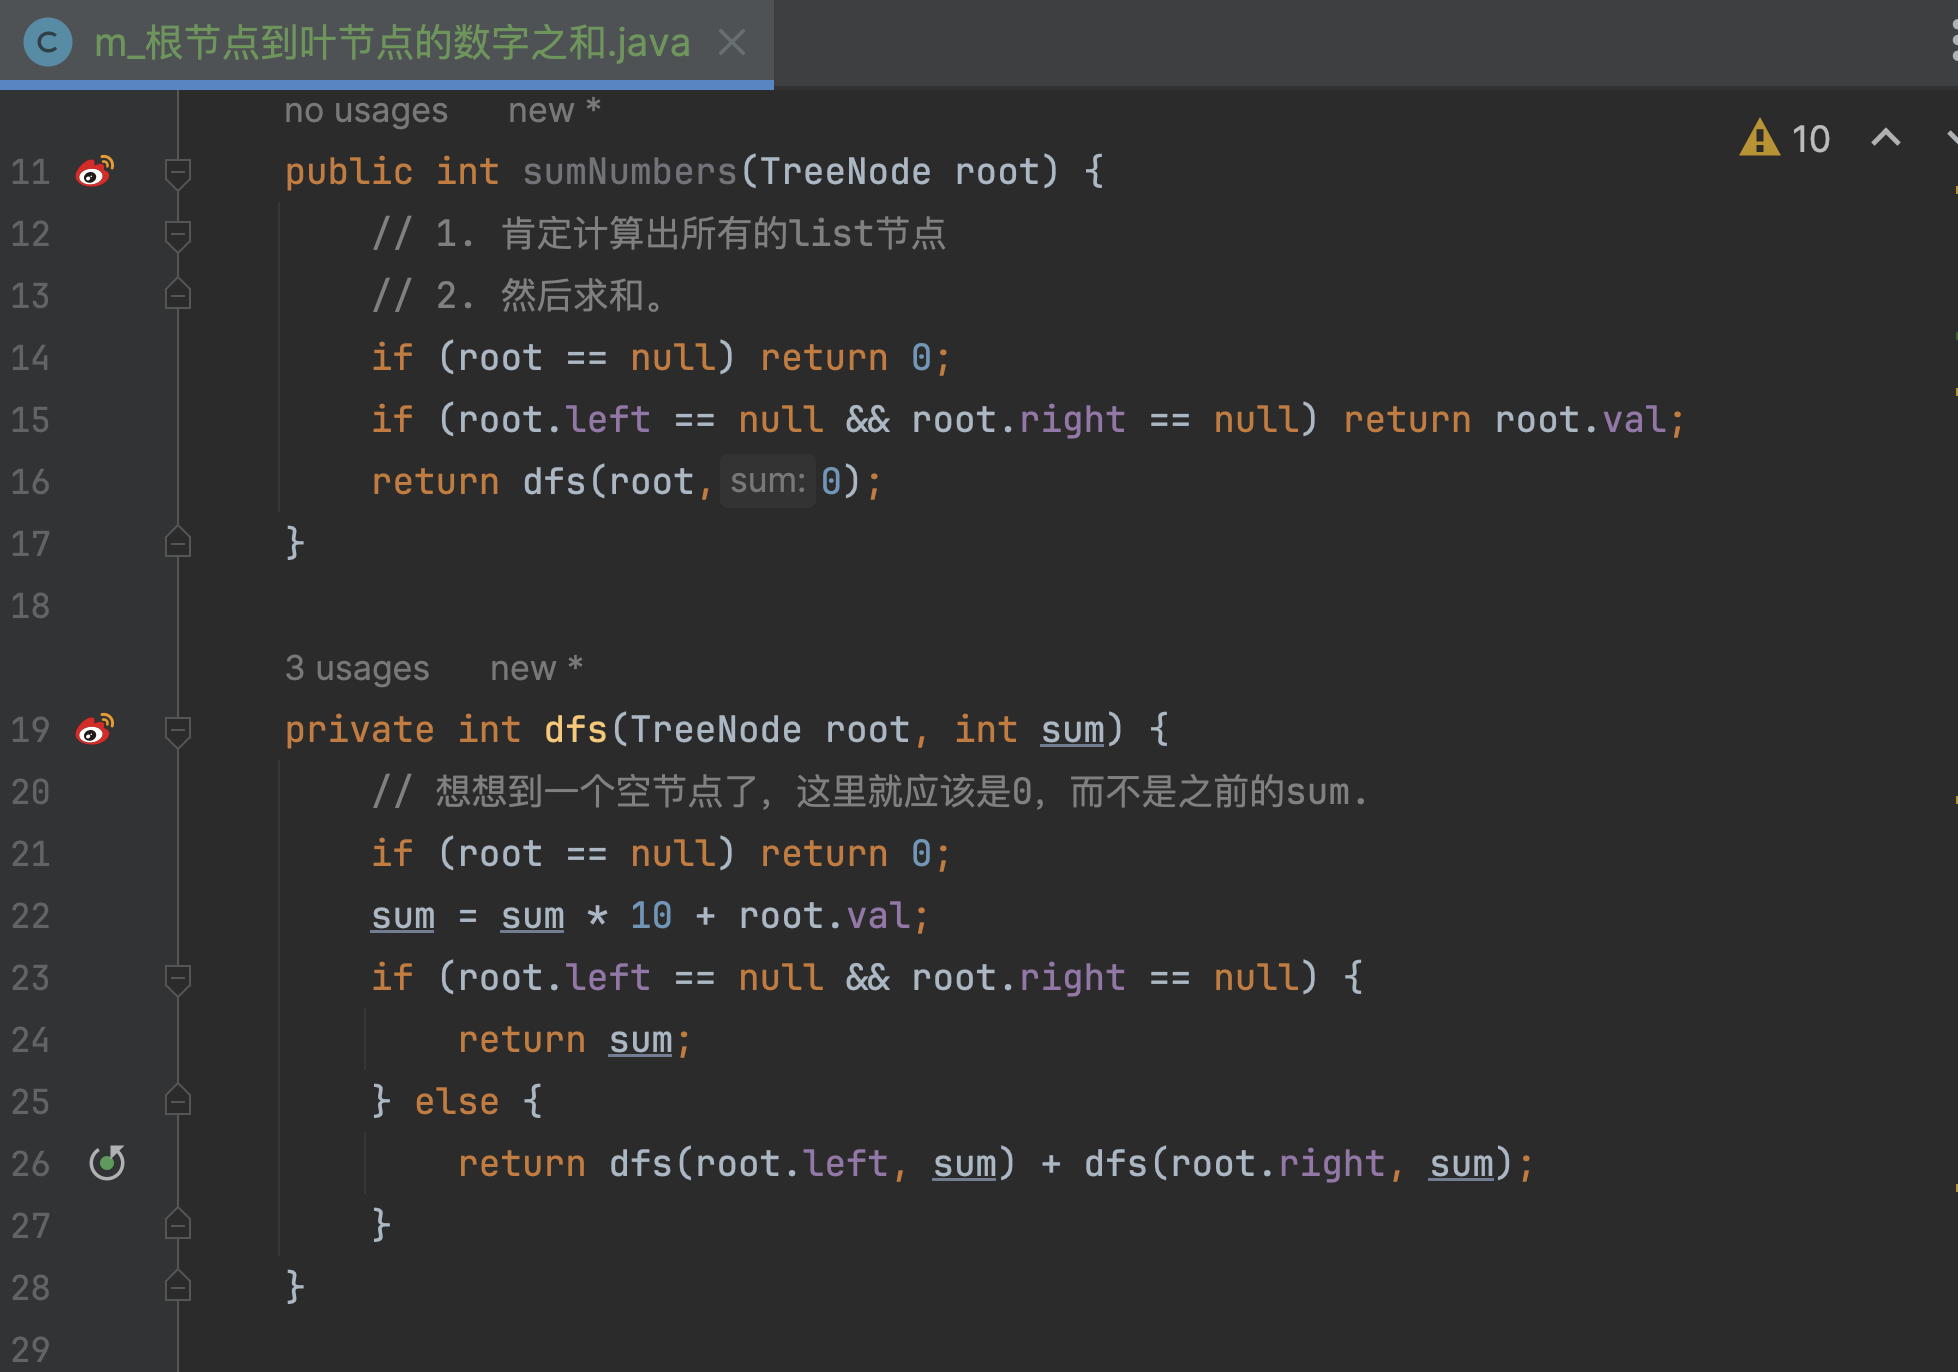 m_根节点到叶节点的数字之和.java
no usages new *
10
11 public int sumNumbers(TreeNode root) {
12 // 1. 肯定计算出所有的list节点
13 // 2. 然后求和。
14 if (root == null) return 0;
15 if (root.left == null && root.right == null) return root.val;
16 return dfs(root, sum: 0);
17 }
18
3 usages new *
19 private int dfs(TreeNode root, int sum) {
20 // 想想到一个空节点了，这里就应该是0，而不是之前的sum.
21 if (root == null) return 0;
22 sum = sum * 10 + root.val;
23 if (root.left == null && root.right == null) {
24 return sum;
25 } else {
26 return dfs(root.left, sum) + dfs(root.right, sum);
27 }
28 }
29